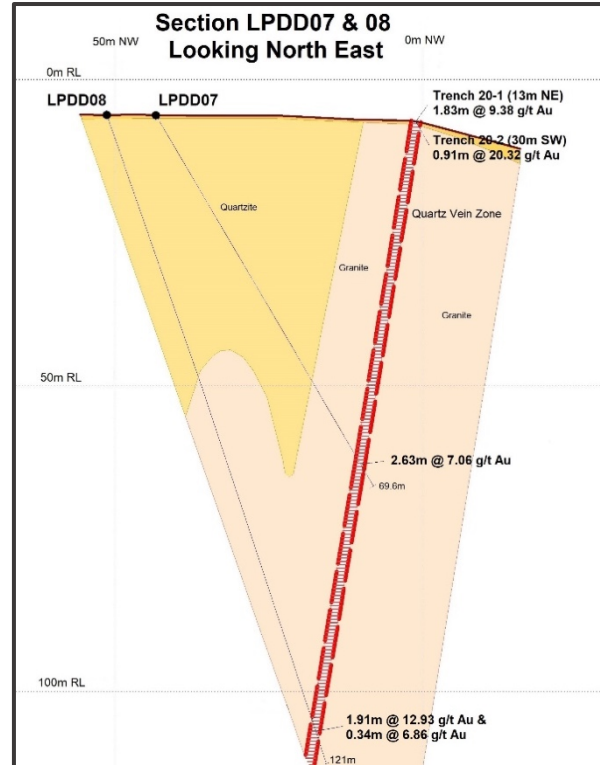 Section LPDD07 & 08
Looking North East
50m NW
0m NW
0m RL
LPDD08
LPDD07
Trench 20-1 (13m NE)
1.83m @ 9.38 g/t Au
Trench 20-2 (30m SW)
0.91m @ 20.32 g/t Au
Quartzite
Quartz Vein Zone
Granite
Granite
50m RL
2.63m @ 7.06 g/t Au
69.6m
100m RL
1.91m @ 12.93 g/t Au &
0.34m @ 6.86 g/t Au
121m